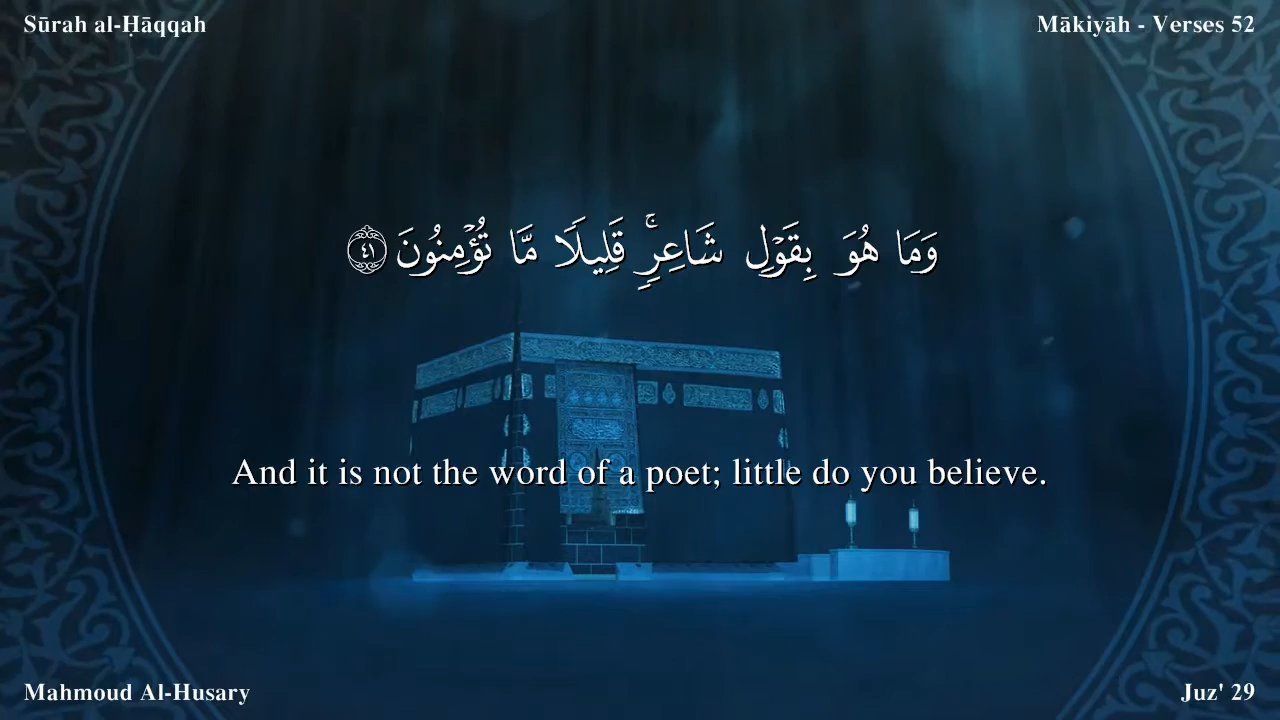 Sūrah al-Ḥāqqah
Mākiyāh - Verses 52
وَمَا هُوَ بِقَوْلِ شَاعِرٍۚ قَلِيلًا مَّا تُؤْمِنُونَ ٤١
And it is not the word of a poet; little do you believe.
Mahmoud Al-Husary
Juz' 29